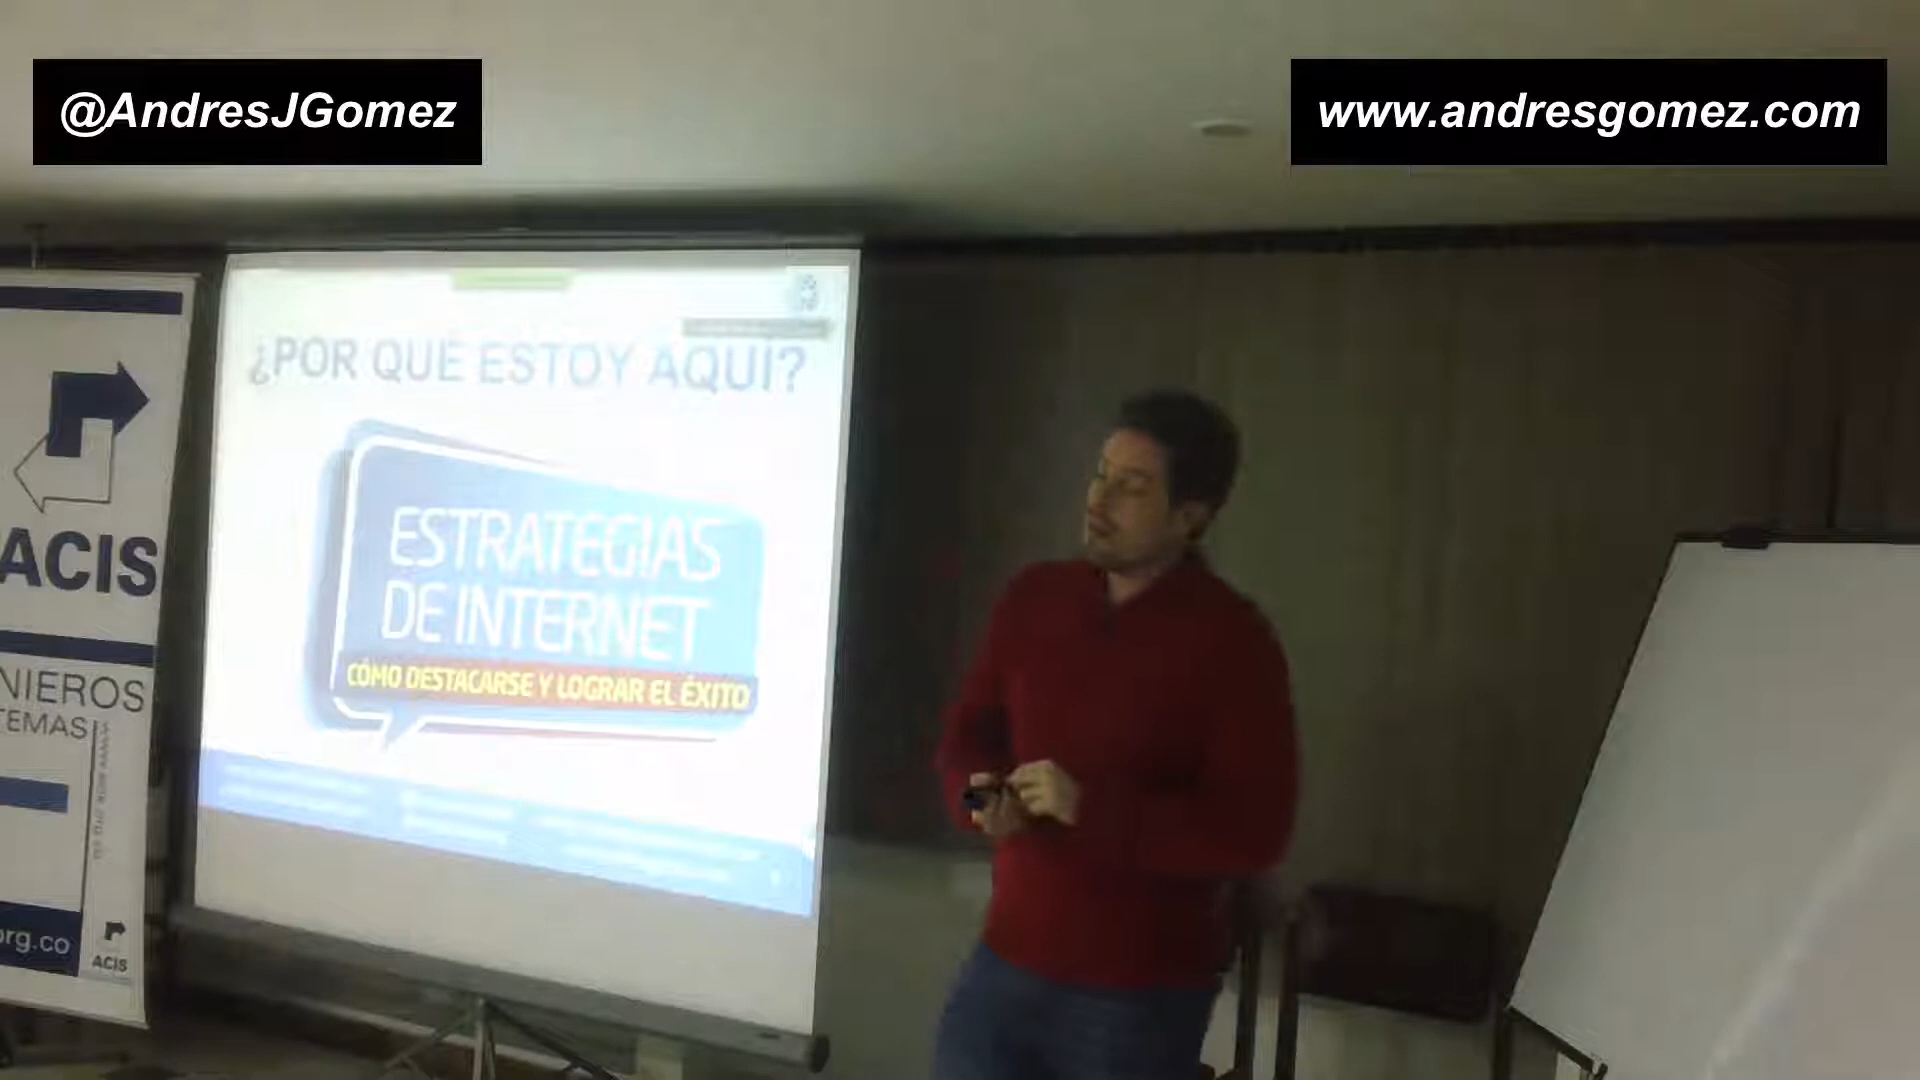 @AndresJGomez
www.andresgomez.com
¿POR QUÉ ESTOY AQUÍ?
ESTRATEGIAS
DE INTERNET
CÓMO DESTACARSE Y LOGRAR EL ÉXITO
ACIS
NIEROS
TEMAS
org.co
ACIS